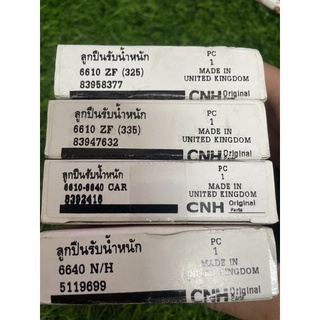 ลูกปืนรับน้ำหนัก
6610 ZF (325)
83958377
PC
1
MADE IN
UNITED KINGDOM
CNH Original
ลูกปืนรับน้ำหนัก
6610 ZF (335)
83947632
PC
1
MADE IN
UNITED KINGDOM
CNH Original
ลูกปืนรับน้ำหนัก
6610-6640 CAR
8392416
PC
1
MADE IN
UNITED KINGDOM
CNH Original
Parts
ลูกปืนรับน้ำหนัก
6640 N/H
5119699
PC
1
MADE IN
UNITED KINGDOM
CNH Original